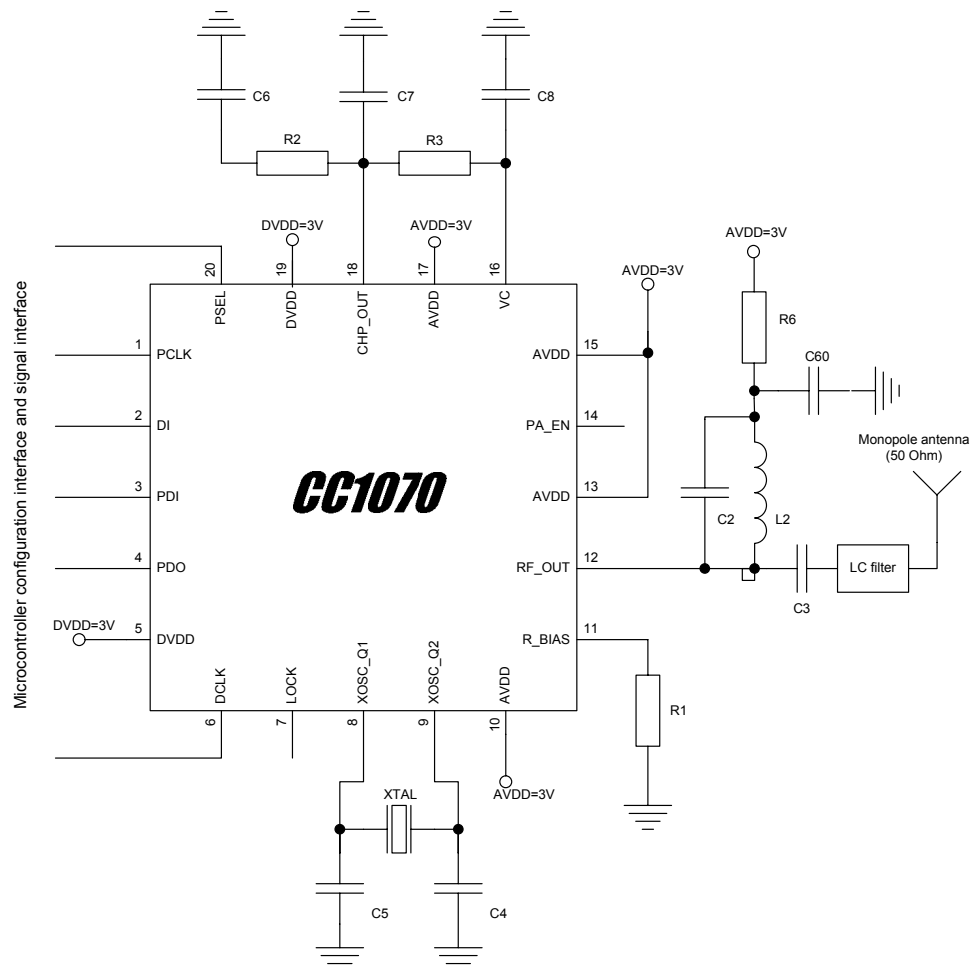 C6
C7
C8
R2
R3
DVDD=3V
AVDD=3V
AVDD=3V
AVDD=3V
20
19
18
17
16
PSEL
DVDD
CHP_OUT
AVDD
VC
R6
C60
Microcontroller configuration interface and signal interface
1
PCLK
AVDD
15
2
DI
PA_EN
14
Monopole antenna
(50 Ohm)
3
PDI
CC1070
AVDD
13
C2
L2
4
PDO
RF_OUT
12
LC filter
C3
DVDD=3V
5
DVDD
R_BIAS
11
DCLK
LOCK
XOSC_Q1
XOSC_Q2
AVDD
6
7
8
9
10
R1
XTAL
AVDD=3V
C5
C4